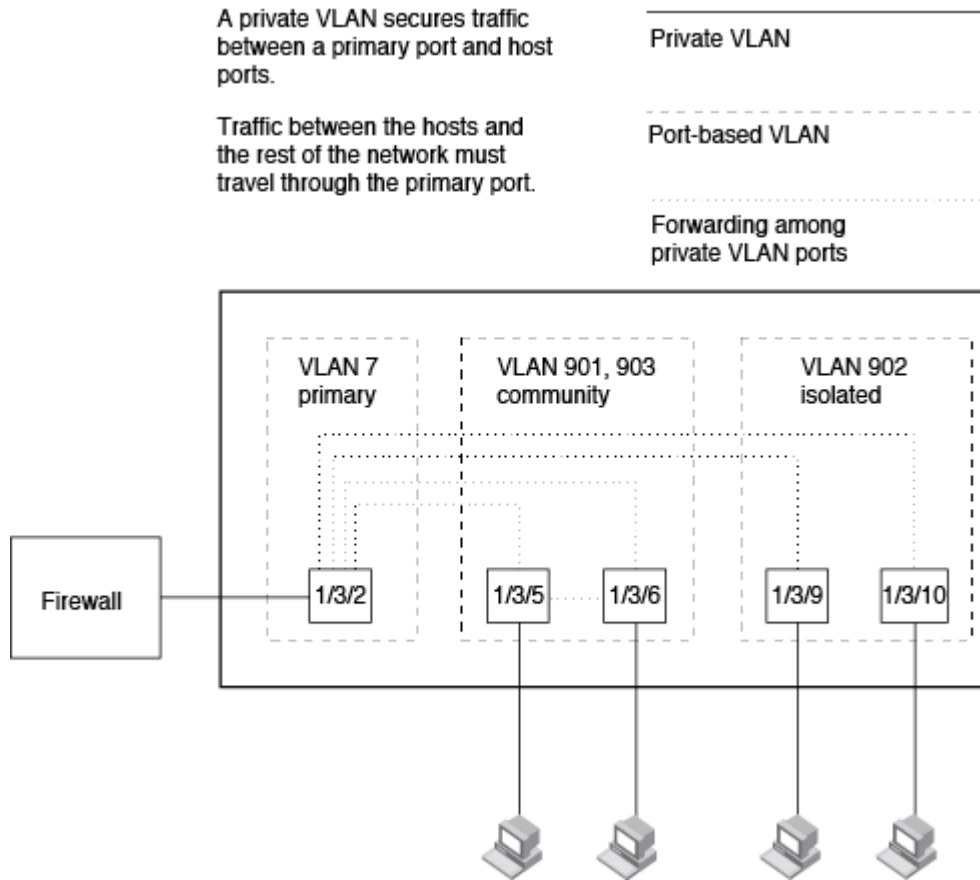 A private VLAN secures traffic
between a primary port and host
ports.
Traffic between the hosts and
the rest of the network must
travel through the primary port.
Private VLAN
Port-based VLAN
Forwarding among
private VLAN ports
VLAN 7
primary
VLAN 901, 903
community
VLAN 902
isolated
Firewall
1/3/2
1/3/5
1/3/6
1/3/9
1/3/10